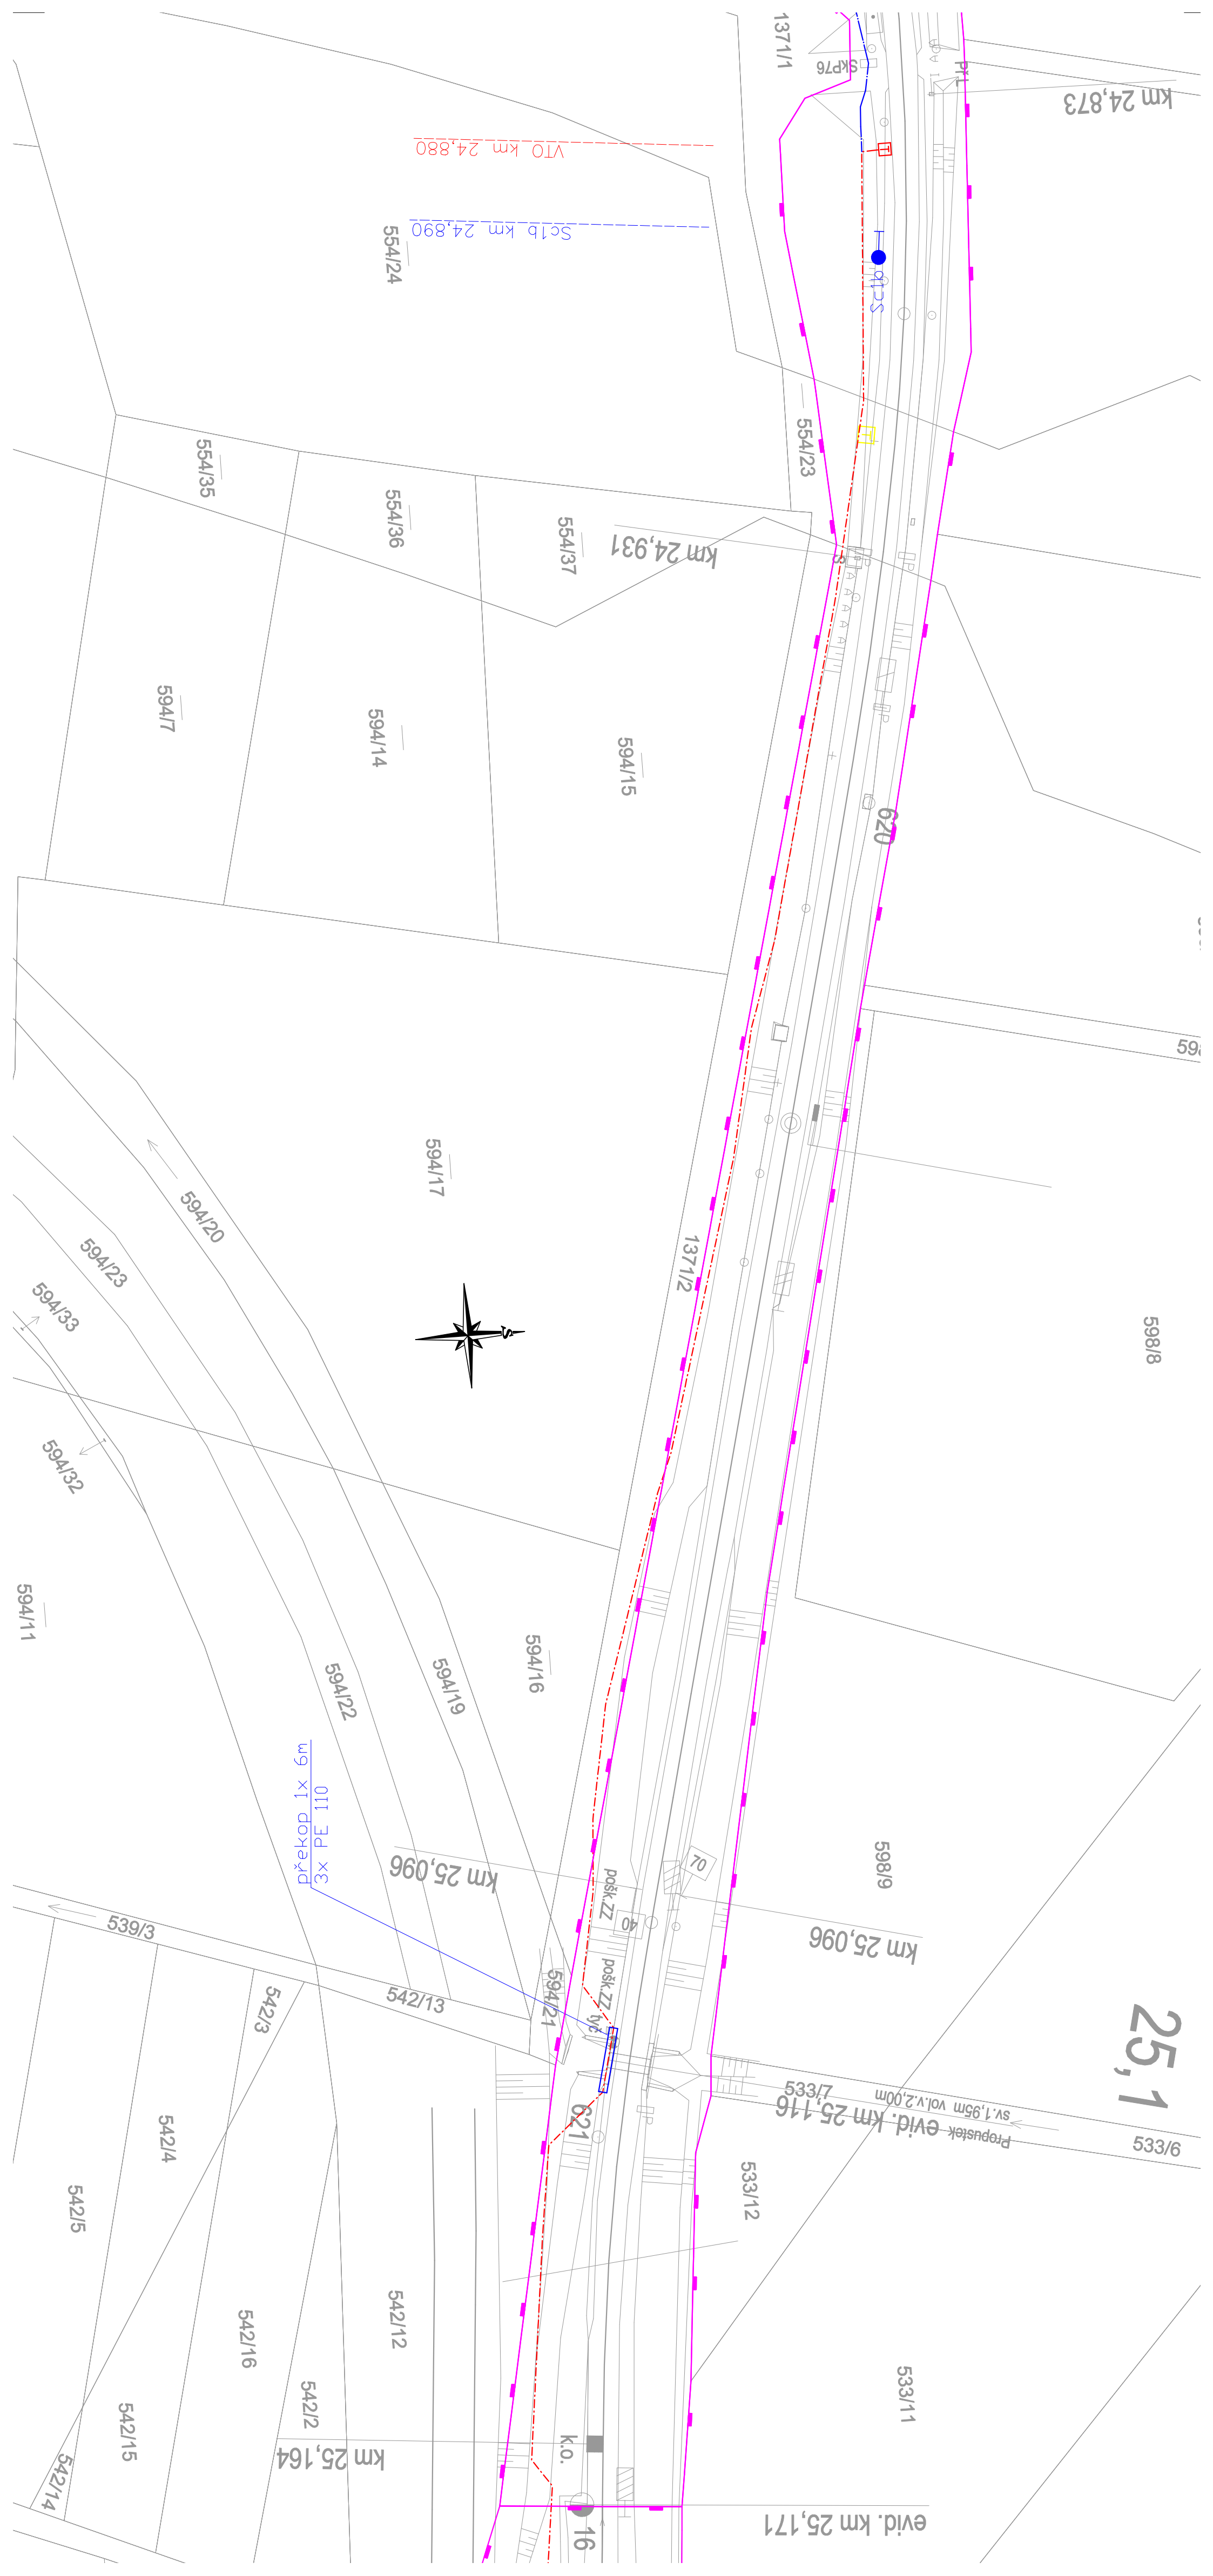 1371/1
SkP76
PřL
km 24,873
VTO km 24,880
Sc1b km 24,890
554/24
Sc1b
554/23
554/35
554/36
554/37
km 24,931
594/7
594/14
594/15
620
594/17
594/20
594/23
594/33
1371/2
S
598/8
594/32
594/11
594/16
594/19
594/22
překop 1x 6m
3x PE 110
km 25,096
pošk.ZZ
70
40
598/9
km 25,096
539/3
542/13
542/3
594/21
pošk.ZZ
tyč
25,1
533/7
sv.1,95m vol.v.2,00m
Propustek evid. km 25,116
533/6
621
542/4
542/5
533/12
542/12
542/16
542/2
542/15
542/14
533/11
k.o.
km 25,164
16
evid. km 25,171